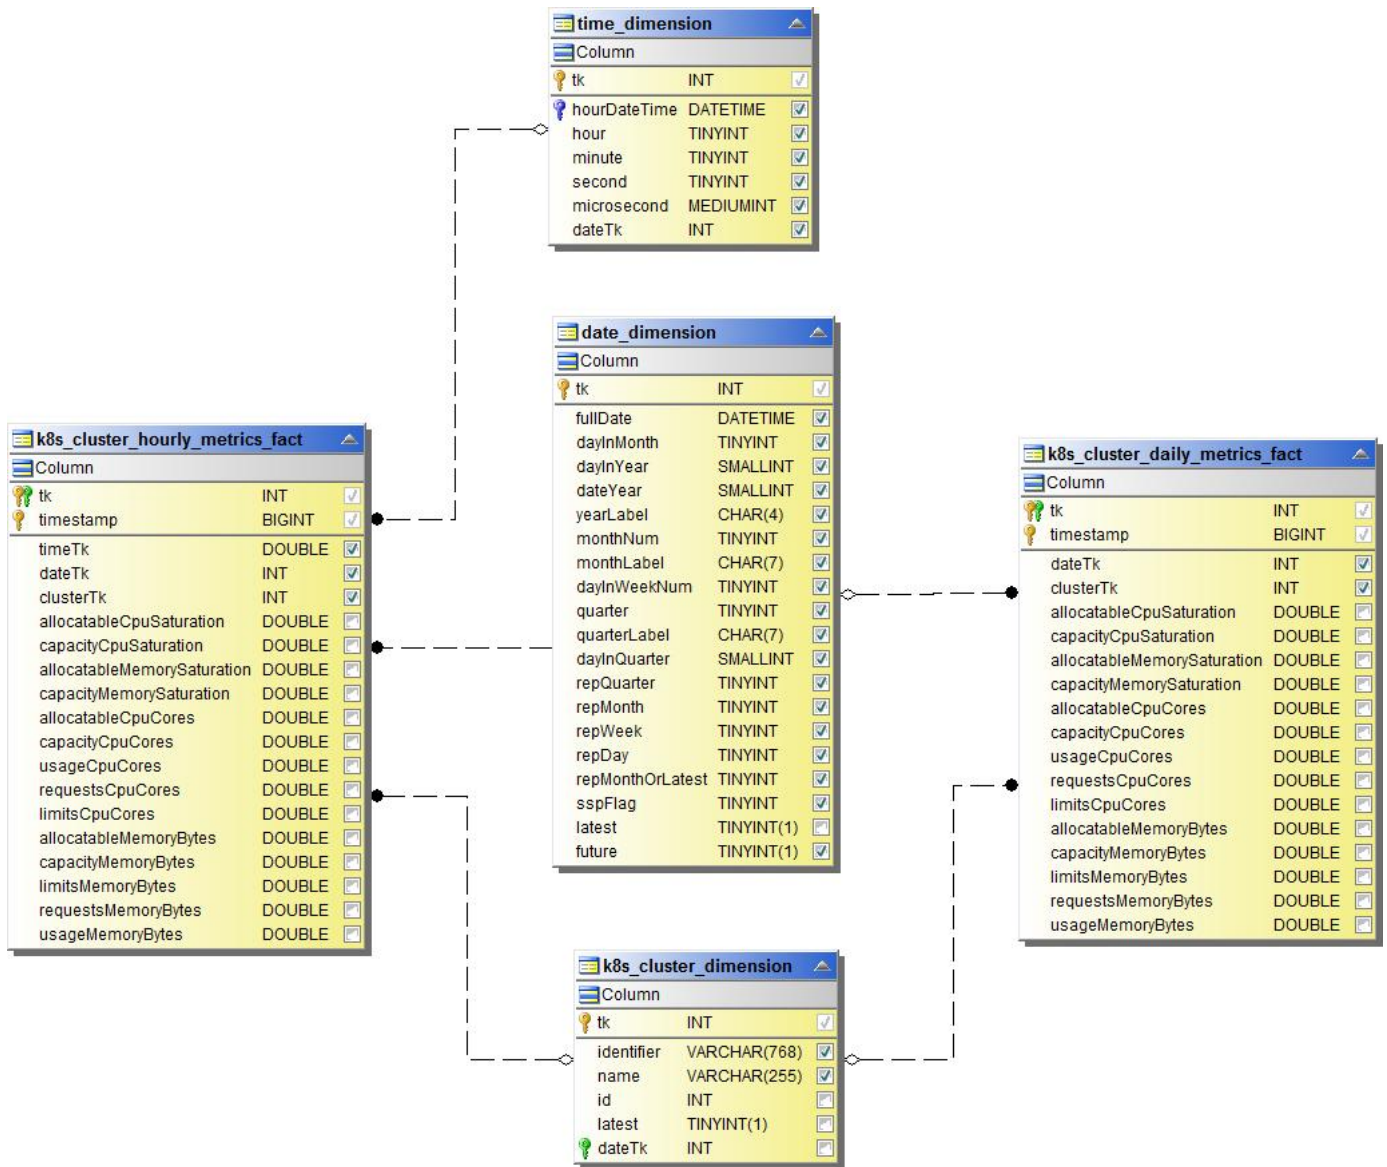 time_dimension
Column
tk INT
hourDateTime DATETIME
hour TINYINT
minute TINYINT
second TINYINT
microsecond MEDIUMINT
dateTk INT
date_dimension
Column
tk INT
fullDate DATETIME
dayInMonth TINYINT
dayInYear SMALLINT
dateYear SMALLINT
yearLabel CHAR(4)
monthNum TINYINT
monthLabel CHAR(7)
dayInWeekNum TINYINT
quarter TINYINT
quarterLabel CHAR(7)
dayInQuarter SMALLINT
repQuarter TINYINT
repMonth TINYINT
repWeek TINYINT
repDay TINYINT
repMonthOrLatest TINYINT
sspFlag TINYINT
latest TINYINT(1)
future TINYINT(1)
k8s_cluster_hourly_metrics_fact
Column
tk INT
timestamp BIGINT
timeTk DOUBLE
dateTk INT
clusterTk INT
allocatableCpuSaturation DOUBLE
capacityCpuSaturation DOUBLE
allocatableMemorySaturation DOUBLE
capacityMemorySaturation DOUBLE
allocatableCpuCores DOUBLE
capacityCpuCores DOUBLE
usageCpuCores DOUBLE
requestsCpuCores DOUBLE
limitsCpuCores DOUBLE
allocatableMemoryBytes DOUBLE
capacityMemoryBytes DOUBLE
limitsMemoryBytes DOUBLE
requestsMemoryBytes DOUBLE
usageMemoryBytes DOUBLE
k8s_cluster_daily_metrics_fact
Column
tk INT
timestamp BIGINT
dateTk INT
clusterTk INT
allocatableCpuSaturation DOUBLE
capacityCpuSaturation DOUBLE
allocatableMemorySaturation DOUBLE
capacityMemorySaturation DOUBLE
allocatableCpuCores DOUBLE
capacityCpuCores DOUBLE
usageCpuCores DOUBLE
requestsCpuCores DOUBLE
limitsCpuCores DOUBLE
allocatableMemoryBytes DOUBLE
capacityMemoryBytes DOUBLE
limitsMemoryBytes DOUBLE
requestsMemoryBytes DOUBLE
usageMemoryBytes DOUBLE
k8s_cluster_dimension
Column
tk INT
identifier VARCHAR(768)
name VARCHAR(255)
id INT
latest TINYINT(1)
dateTk INT